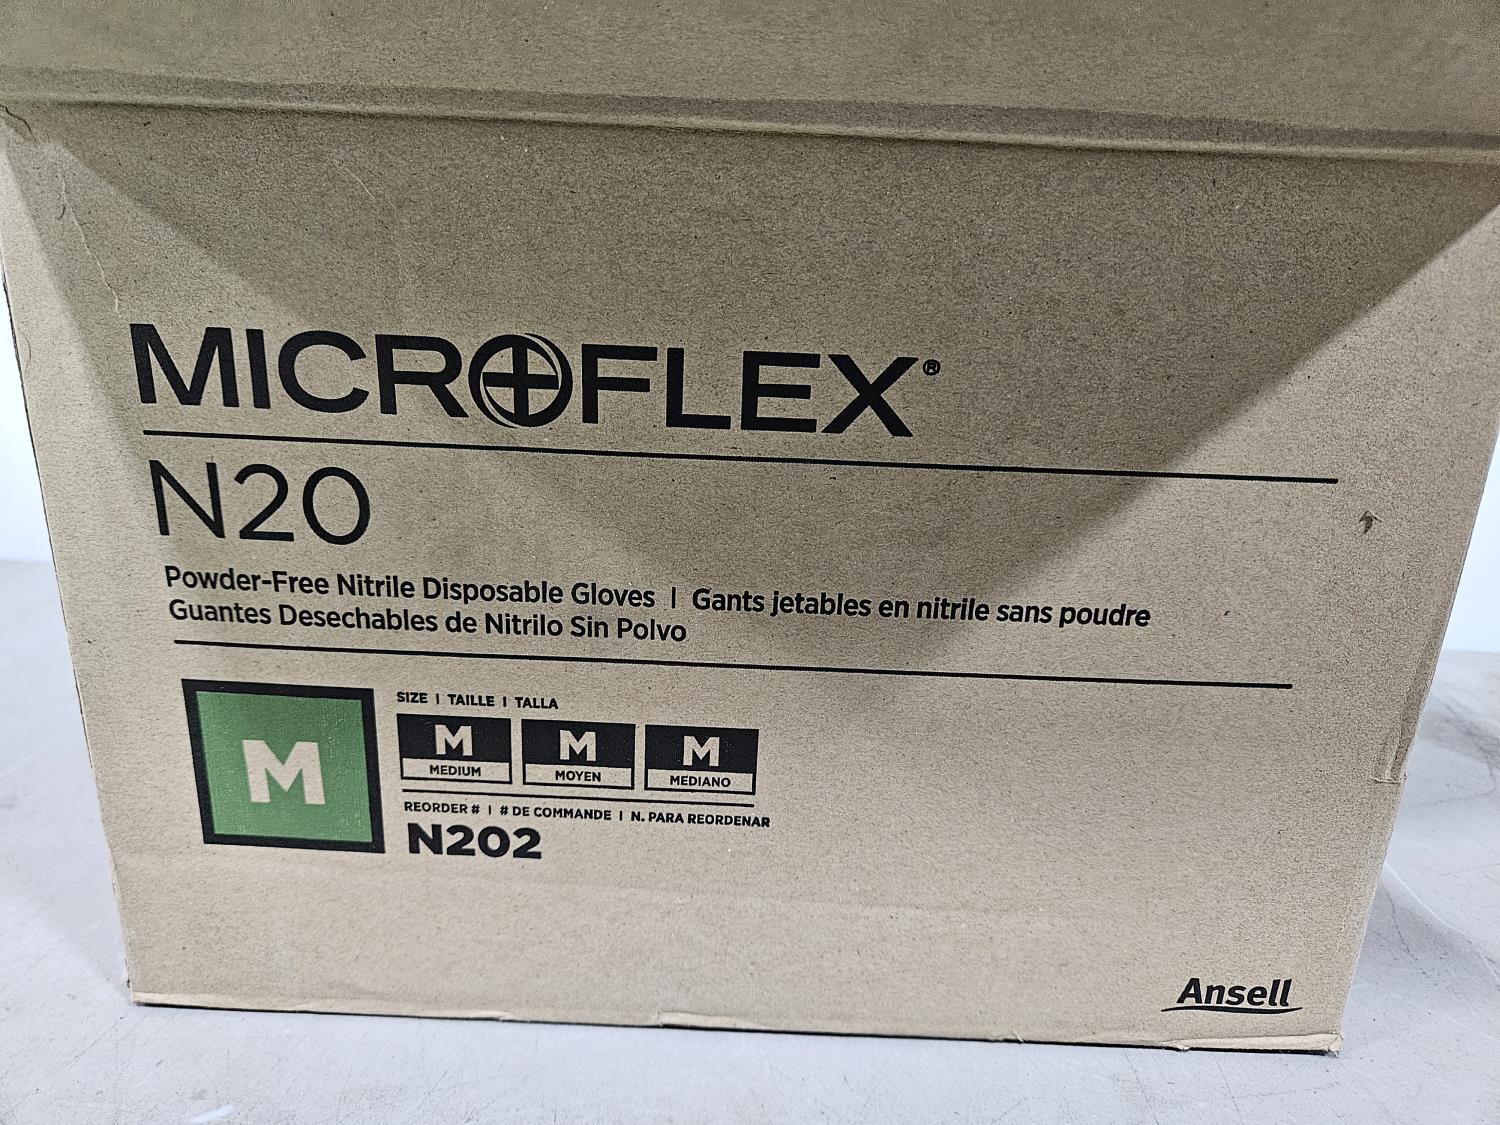 MICROFLEX®
N20
Powder-Free Nitrile Disposable Gloves | Gants jetables en nitrile sans poudre
Guantes Desechables de Nitrilo Sin Polvo
M
SIZE | TAILLE | TALLA
M M M
MEDIUM MOYEN MEDIANO
REORDER # | # DE COMMANDE | N. PARA REORDENAR
N202
Ansell